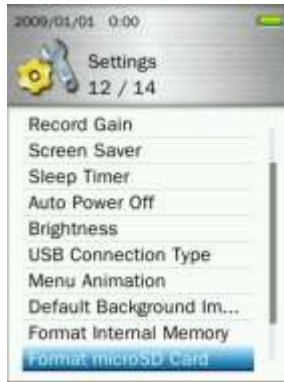 2009/01/01 0:00
Settings
12 / 14
Record Gain
Screen Saver
Sleep Timer
Auto Power Off
Brightness
USB Connection Type
Menu Animation
Default Background Im...
Format Internal Memory
Format microSD Card